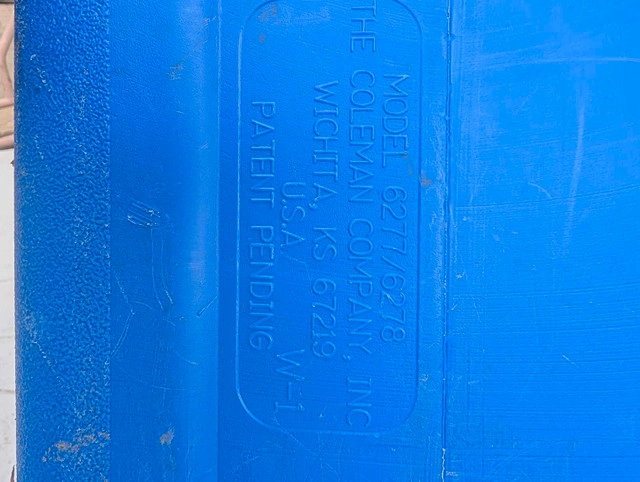 MODEL 6277/6278
THE COLEMAN COMPANY, INC
WICHITA, KS 67219
U.S.A. W-1
PATENT PENDING